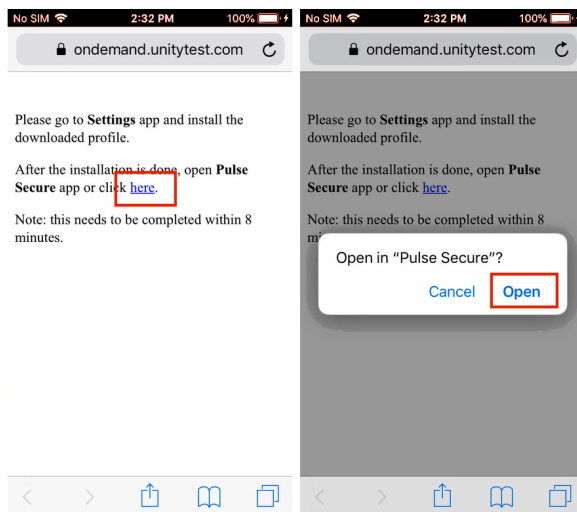 No SIM 2:32 PM 100%
ondemand.unitytest.com
Please go to Settings app and install the
downloaded profile.
After the installation is done, open Pulse
Secure app or click here.
Note: this needs to be completed within 8
minutes.
No SIM 2:32 PM 100%
ondemand.unitytest.com
Please go to Settings app and install the
downloaded profile.
After the installation is done, open Pulse
Secure app or click here.
Note: this needs to be completed within 8
Open in “Pulse Secure”?
Cancel Open